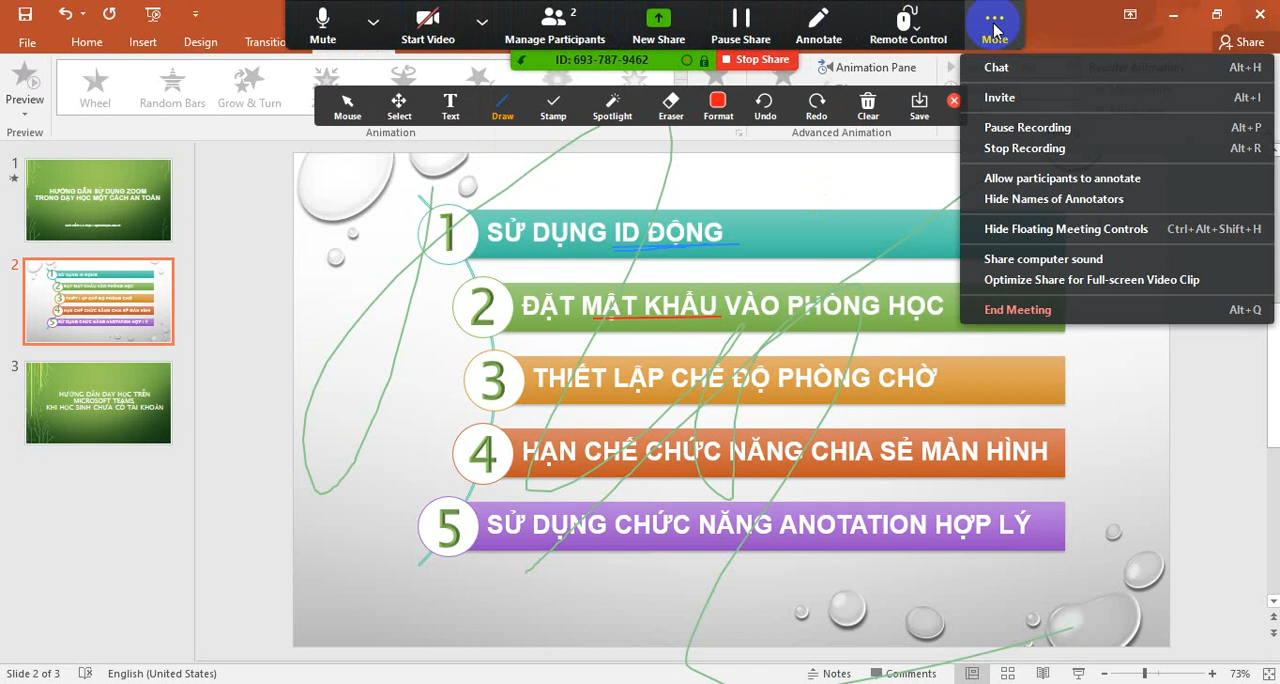 Mute
Start Video
2
Manage Participants
New Share
Pause Share
Annotate
Remote Control
More
File
Home
Insert
Design
Share
ID: 693-787-9462
Stop Share
Preview
Wheel
Random Bars
Grow & Turn
Animation Pane
Preview
Animation
Advanced Animation
Mouse
Select
Text
Draw
Stamp
Spotlight
Eraser
Format
Undo
Redo
Clear
Save
Chat Alt+H
Invite Alt+I
Pause Recording Alt+P
Stop Recording Alt+R
Allow participants to annotate
Hide Names of Annotators
Hide Floating Meeting Controls Ctrl+Alt+Shift+H
Share computer sound
Optimize Share for Full-screen Video Clip
End Meeting Alt+Q
1
HƯỚNG DẪN SỬ DỤNG ZOOM
TRONG DẠY HỌC MỘT CÁCH AN TOÀN
2
3
HƯỚNG DẪN DẠY HỌC TRÊN
MICROSOFT TEAMS
KHI HỌC SINH CHƯA CÓ TÀI KHOẢN
1 SỬ DỤNG ID ĐỘNG
2 ĐẶT MẬT KHẨU VÀO PHÒNG HỌC
3 THIẾT LẬP CHẾ ĐỘ PHÒNG CHỜ
4 HẠN CHẾ CHỨC NĂNG CHIA SẺ MÀN HÌNH
5 SỬ DỤNG CHỨC NĂNG ANOTATION HỢP LÝ
Slide 2 of 3
English (United States)
Notes
Comments
73%